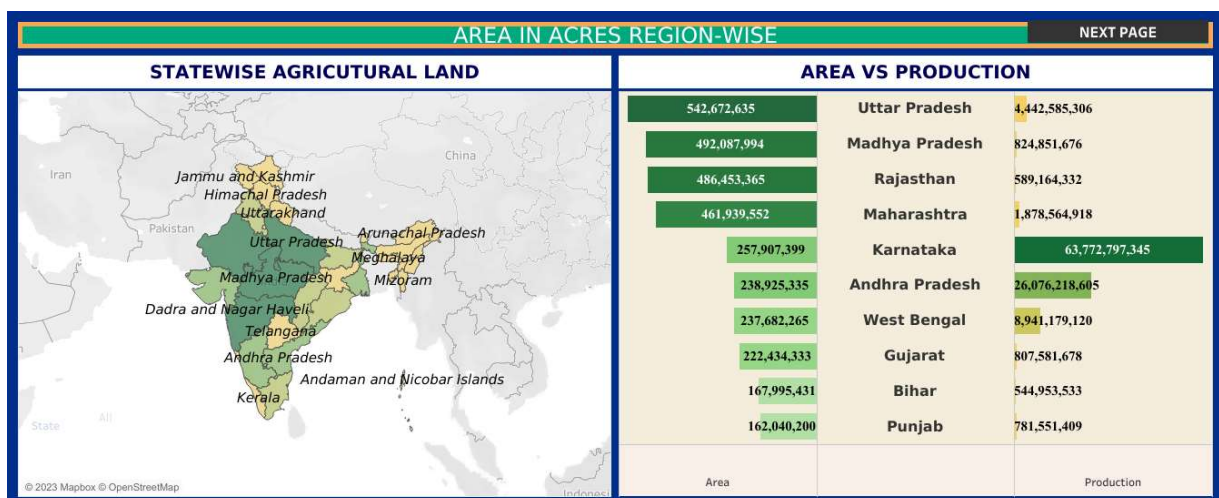 AREA IN ACRES REGION-WISE
NEXT PAGE
STATEWISE AGRICUTURAL LAND
AREA VS PRODUCTION
China
Iran
Pakistan
Jammu and Kashmir
Himachal Pradesh
Uttarakhand
Uttar Pradesh
Arunachal Pradesh
Meghalaya
Madhya Pradesh
Mizoram
Dadra and Nagar Haveli
Telangana
Andhra Pradesh
Andaman and Nicobar Islands
Kerala
State
All
© 2023 Mapbox © OpenStreetMap
Indones
542,672,635 Uttar Pradesh 4,442,585,306
492,087,994 Madhya Pradesh 824,851,676
486,453,365 Rajasthan 589,164,332
461,939,552 Maharashtra 1,878,564,918
257,907,399 Karnataka 63,772,797,345
238,925,335 Andhra Pradesh 26,076,218,605
237,682,265 West Bengal 8,941,179,120
222,434,333 Gujarat 807,581,678
167,995,431 Bihar 544,953,533
162,040,200 Punjab 781,551,409
Area Production